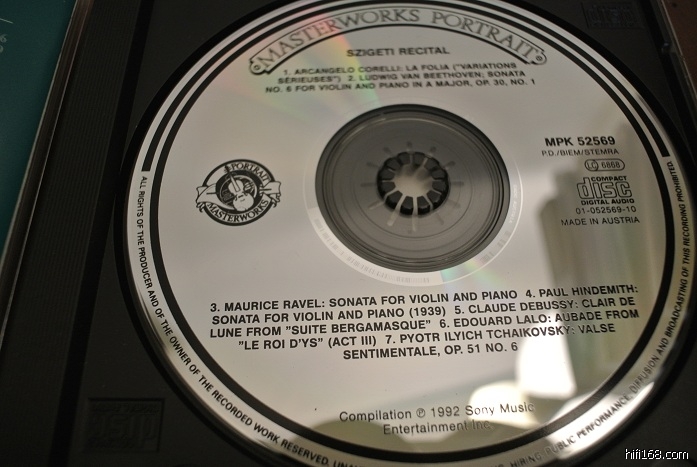 MASTERWORKS PORTRAIT
SZIGETI RECITAL
1. ARCANGELO CORELLI: LA FOLIA ("VARIATIONS
SÉRIEUSES") 2. LUDWIG VAN BEETHOVEN: SONATA
NO. 6 FOR VIOLIN AND PIANO IN A MAJOR, OP. 30, NO. 1
MPK 52569
P.D./BIEM/STEMRA
LC 6868
COMPACT
disc
DIGITAL AUDIO
01-052569-10
MADE IN AUSTRIA
PORTRAIT
MASTERWORKS
3. MAURICE RAVEL: SONATA FOR VIOLIN AND PIANO 4. PAUL HINDEMITH:
SONATA FOR VIOLIN AND PIANO (1939) 5. CLAUDE DEBUSSY: CLAIR DE
LUNE FROM "SUITE BERGAMASQUE" 6. EDOUARD LALO: AUBADE FROM
"LE ROI D'YS" (ACT III) 7. PYOTR ILYICH TCHAIKOVSKY: VALSE
SENTIMENTALE, OP. 51 NO. 6
Compilation ℗ 1992 Sony Music
Entertainment Inc.
ALL RIGHTS OF THE PRODUCER AND OF THE OWNER OF THE RECORDED WORK RESERVED. HIRING, PUBLIC PERFORMANCE, DIFFUSION AND BROADCASTING OF THIS RECORDING PROHIBITED.
hifi168.com